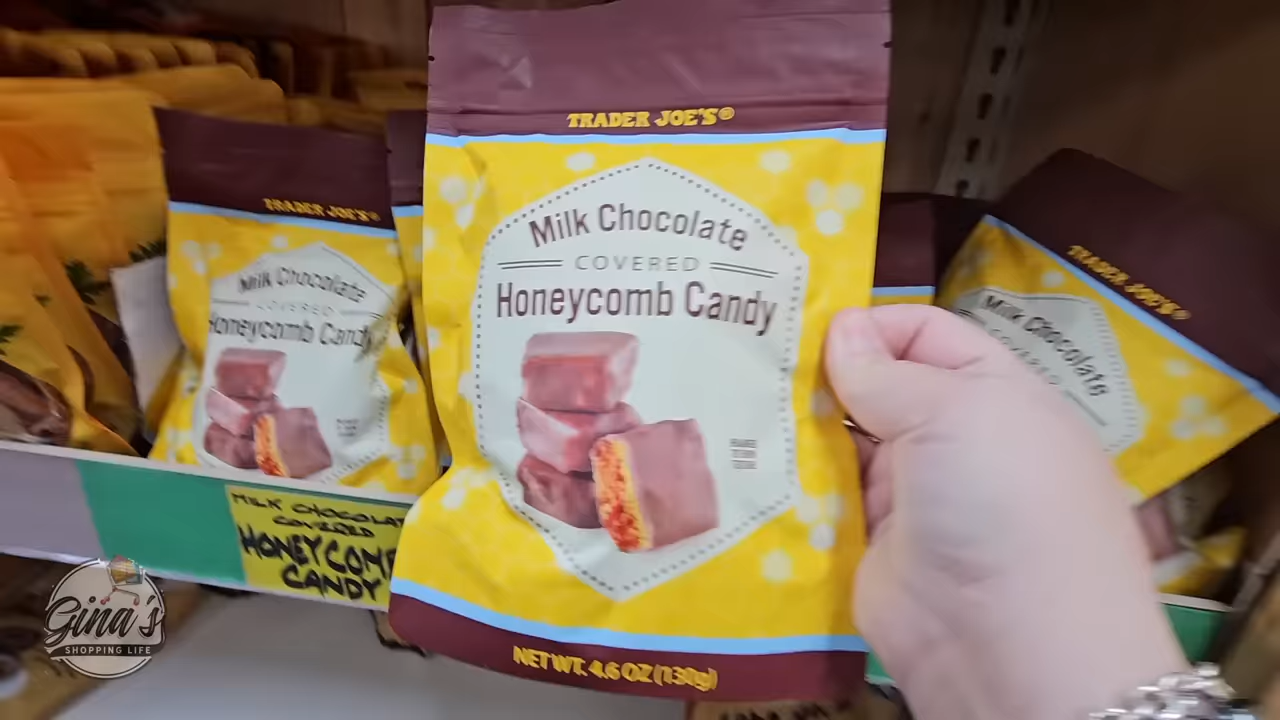 TRADER JOE'S®
Milk Chocolate
COVERED
Honeycomb Candy
NET WT. 4.6 OZ (130g)
TRADER JOE'S®
Milk Chocolate
COVERED
Honeycomb Candy
TRADER JOE'S®
Milk Chocolate
COVERED
MILK CHOCOLAT
COVERED
HONEYCOMB
CANDY
Gina's
SHOPPING LIFE